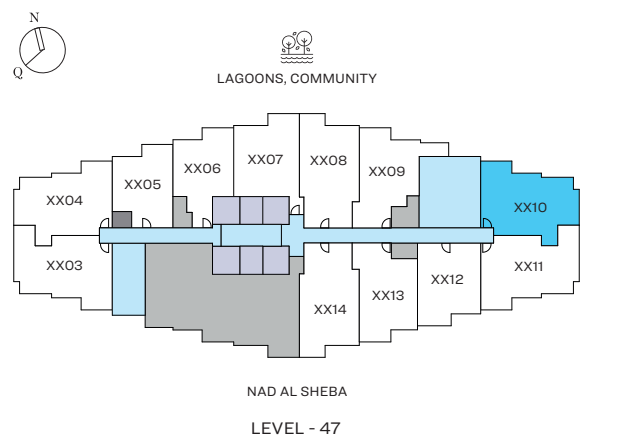 N
Q
LAGOONS, COMMUNITY
XX07
XX08
XX06
XX09
XX05
XX04
XX10
XX03
XX11
XX12
XX13
XX14
NAD AL SHEBA
LEVEL - 47